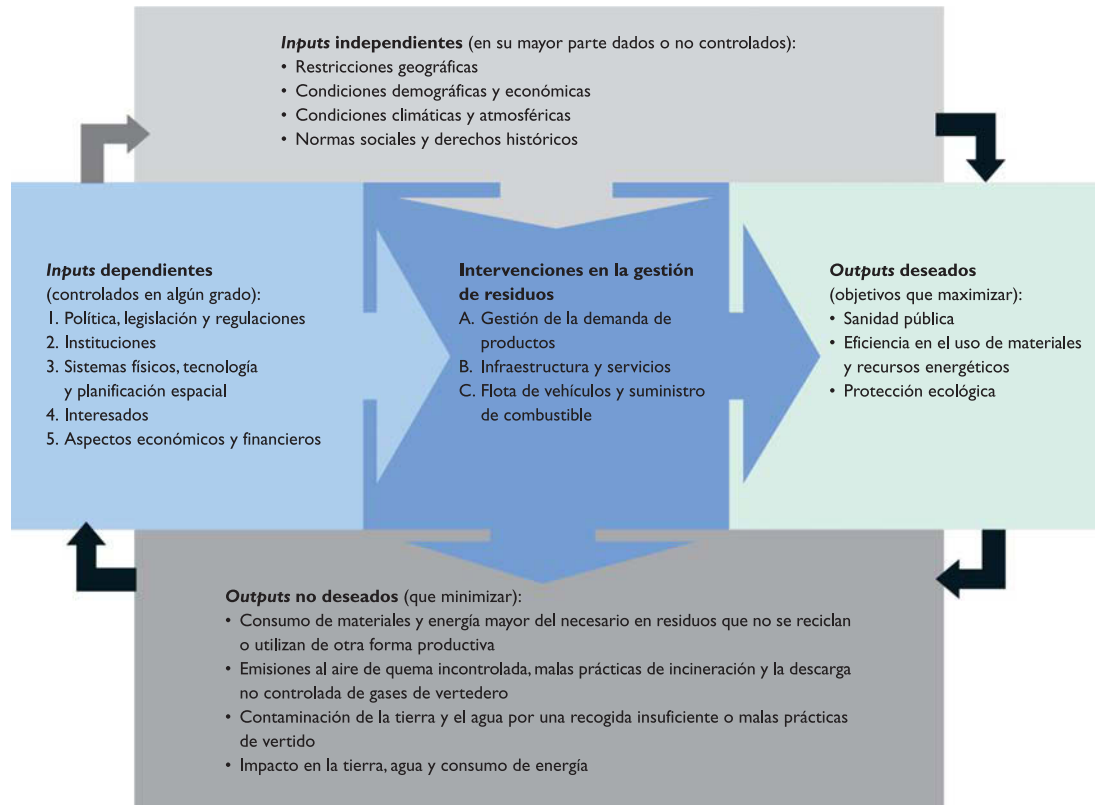 Inputs independientes (en su mayor parte dados o no controlados):
• Restricciones geográficas
• Condiciones demográficas y económicas
• Condiciones climáticas y atmosféricas
• Normas sociales y derechos históricos
Inputs dependientes
(controlados en algún grado):
1. Política, legislación y regulaciones
2. Instituciones
3. Sistemas físicos, tecnología
y planificación espacial
4. Interesados
5. Aspectos económicos y financieros
Intervenciones en la gestión
de residuos
A. Gestión de la demanda de
productos
B. Infraestructura y servicios
C. Flota de vehículos y suministro
de combustible
Outputs deseados
(objetivos que maximizar):
• Sanidad pública
• Eficiencia en el uso de materiales
y recursos energéticos
• Protección ecológica
Outputs no deseados (que minimizar):
• Consumo de materiales y energía mayor del necesario en residuos que no se reciclan
o utilizan de otra forma productiva
• Emisiones al aire de quema incontrolada, malas prácticas de incineración y la descarga
no controlada de gases de vertedero
• Contaminación de la tierra y el agua por una recogida insuficiente o malas prácticas
de vertido
• Impacto en la tierra, agua y consumo de energía